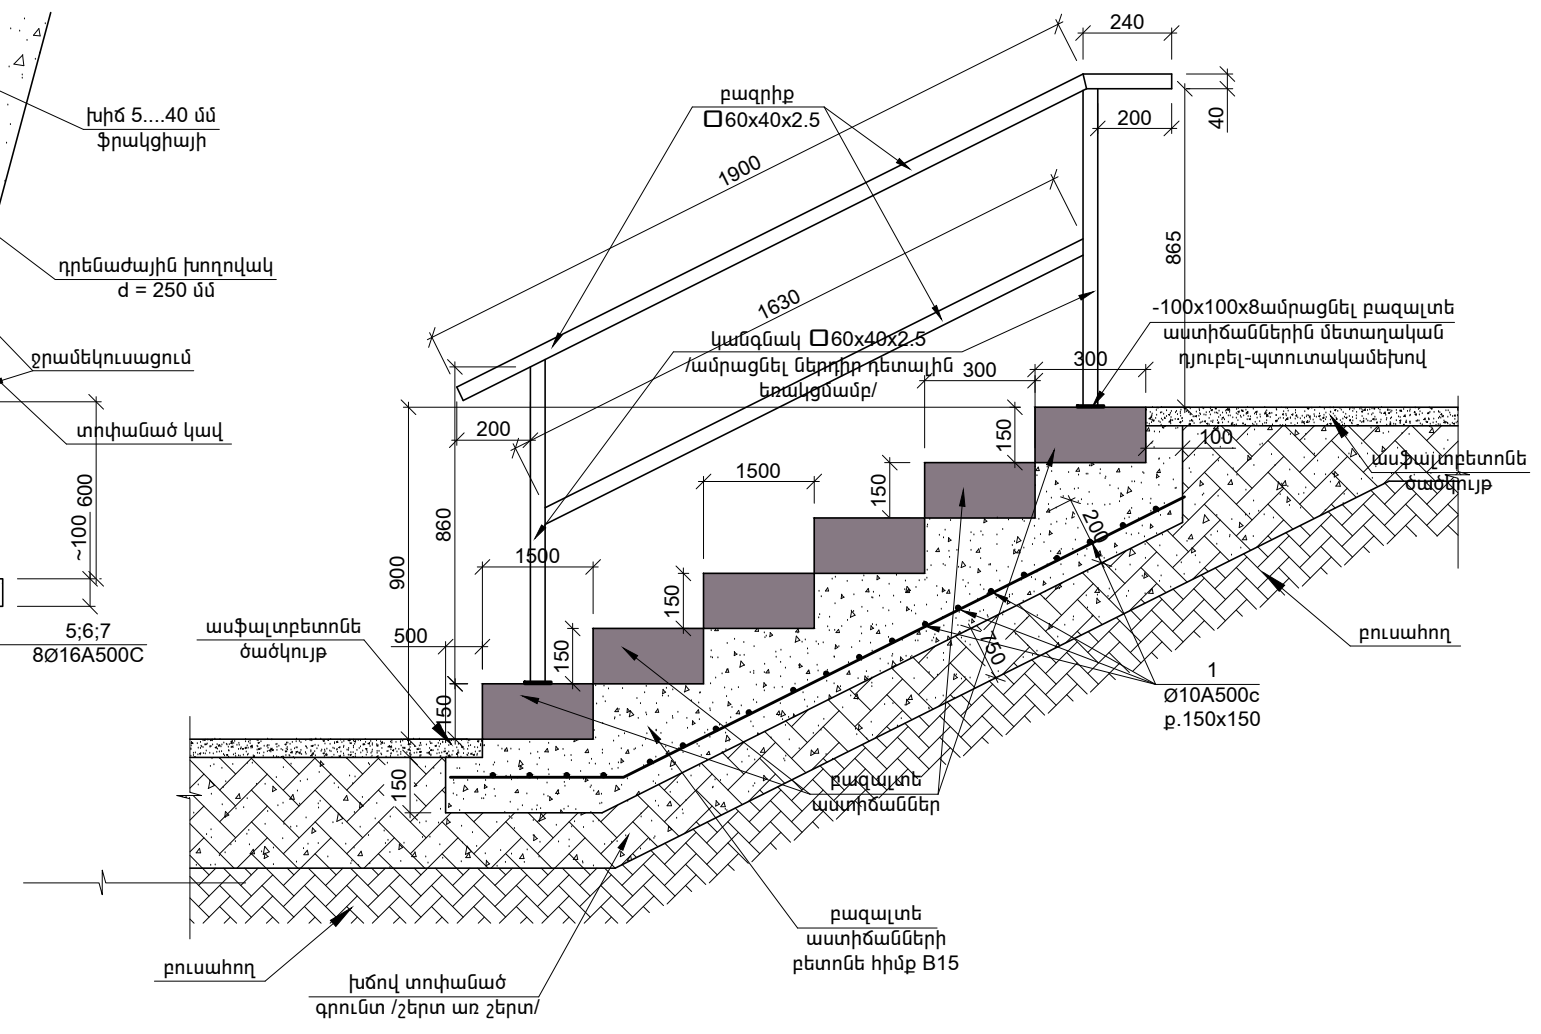 240
40
200
865
բազրիք
60x40x2.5
1900
1630
խիճ 5....40 մմ
ֆրակցիայի
դրենաժային խողովակ
d = 250 մմ
ջրամեկուսացում
տոփանած կավ
600
~100
5;6;7
8Ø16A500C
կանգնակ 60x40x2.5
/ամրացնել ներդիր դետալին
եռակցմամբ/
-100x100x8ամրացնել բազալտե
աստիճաններին մետաղական
դյուբել-պտուտակամեխով
300
300
200
150
100
ասֆալտբետոնե
ծածկույթ
1500
150
860
200
900
1500
150
150
500
ասֆալտբետոնե
ծածկույթ
150
150
150
բուսահող
1
Ø10A500c
ք.150x150
բազալտե
աստիճաններ
բազալտե
աստիճանների
բետոնե հիմք B15
բուսահող
խճով տոփանած
գրունտ /շերտ առ շերտ/